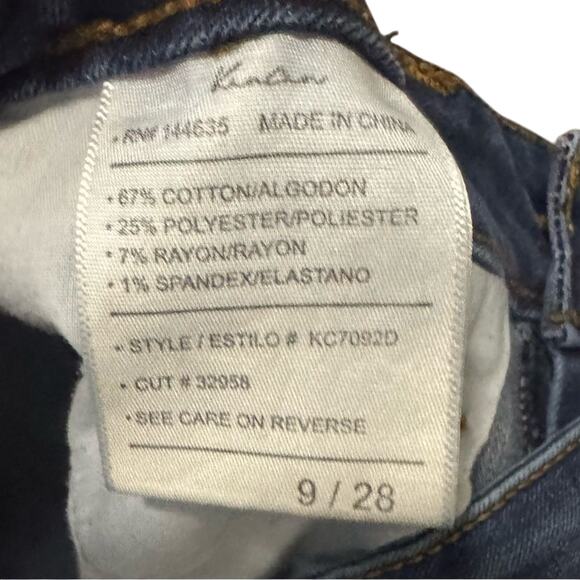 KanCan
• RN# 144635 MADE IN CHINA
• 67% COTTON/ALGODON
• 25% POLYESTER/POLIESTER
• 7% RAYON/RAYON
• 1% SPANDEX/ELASTANO
• STYLE / ESTILO # KC7092D
• CUT # 32958
• SEE CARE ON REVERSE
9 / 28